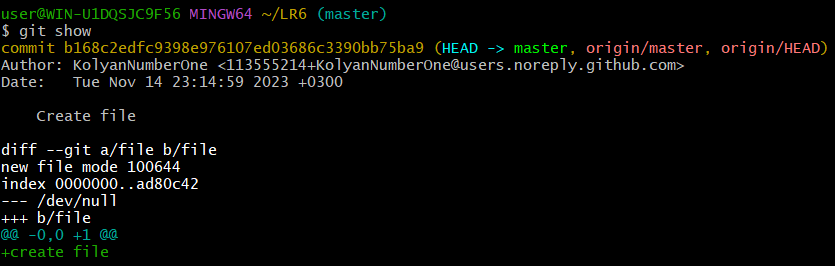 user@WIN-U1DQSJC9F56 MINGW64 ~/LR6 (master)
$ git show
commit b168c2edfc9398e976107ed03686c3390bb75ba9 (HEAD -> master, origin/master, origin/HEAD)
Author: KolyanNumberOne <113555214+KolyanNumberOne@users.noreply.github.com>
Date:   Tue Nov 14 23:14:59 2023 +0300

    Create file

diff --git a/file b/file
new file mode 100644
index 0000000..ad80c42
--- /dev/null
+++ b/file
@@ -0,0 +1 @@
+create file